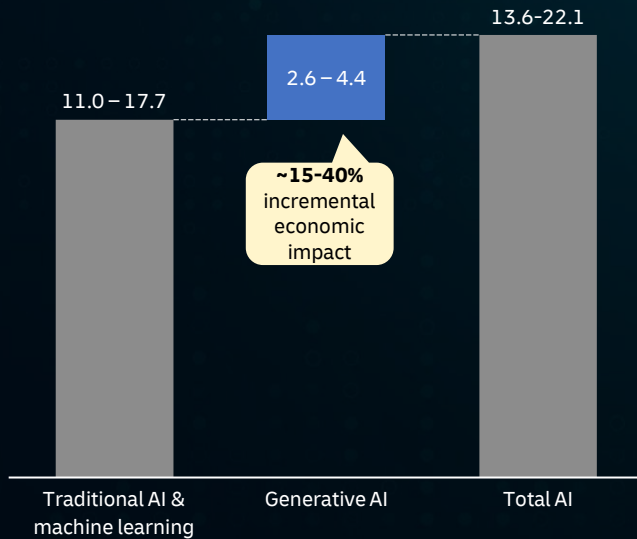 13.6-22.1
2.6 – 4.4
11.0 – 17.7
~15-40%
incremental
economic
impact
Traditional AI &
machine learning
Generative AI
Total AI